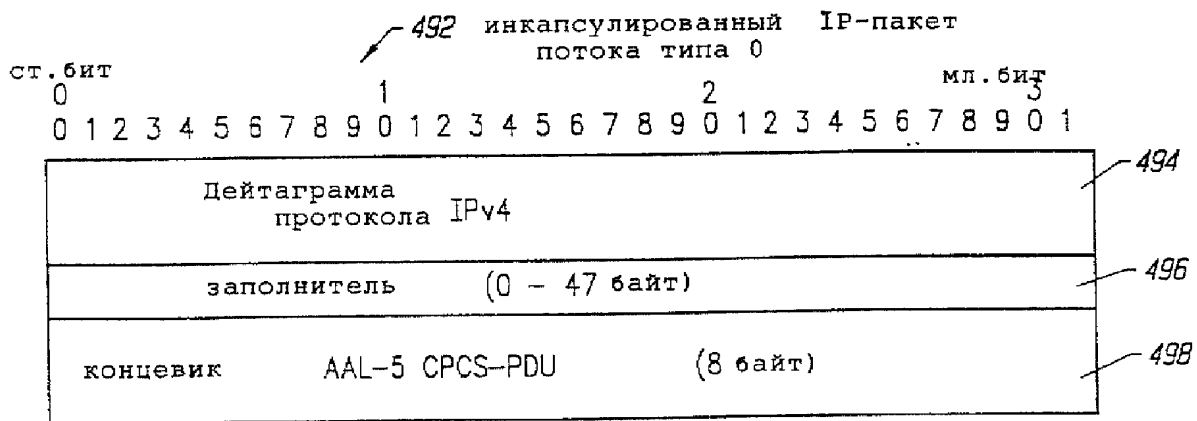 492 инкапсулированный IP-пакет
потока типа 0
ст.бит мл.бит
0 1 2 3
0 1 2 3 4 5 6 7 8 9 0 1 2 3 4 5 6 7 8 9 0 1 2 3 4 5 6 7 8 9 0 1
494
Дейтаграмма
протокола IPv4
заполнитель (0 – 47 байт) 496
концевик AAL-5 CPCS-PDU (8 байт) 498